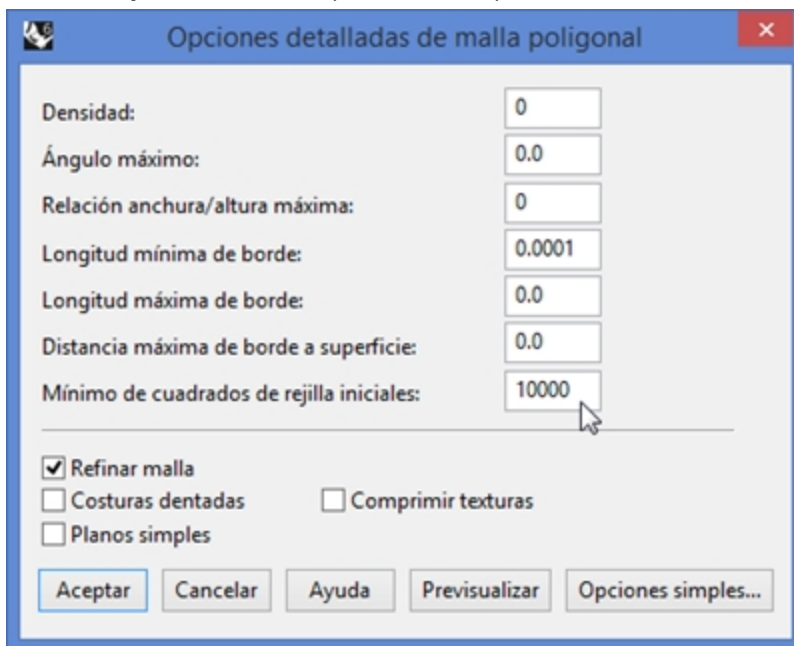 Opciones detalladas de malla poligonal
Densidad: 0
Ángulo máximo: 0.0
Relación anchura/altura máxima: 0
Longitud mínima de borde: 0.0001
Longitud máxima de borde: 0.0
Distancia máxima de borde a superficie: 0.0
Mínimo de cuadrados de rejilla iniciales: 10000
Refinar malla
Costuras dentadas Comprimir texturas
Planos simples
Aceptar Cancelar Ayuda Previsualizar Opciones simples...